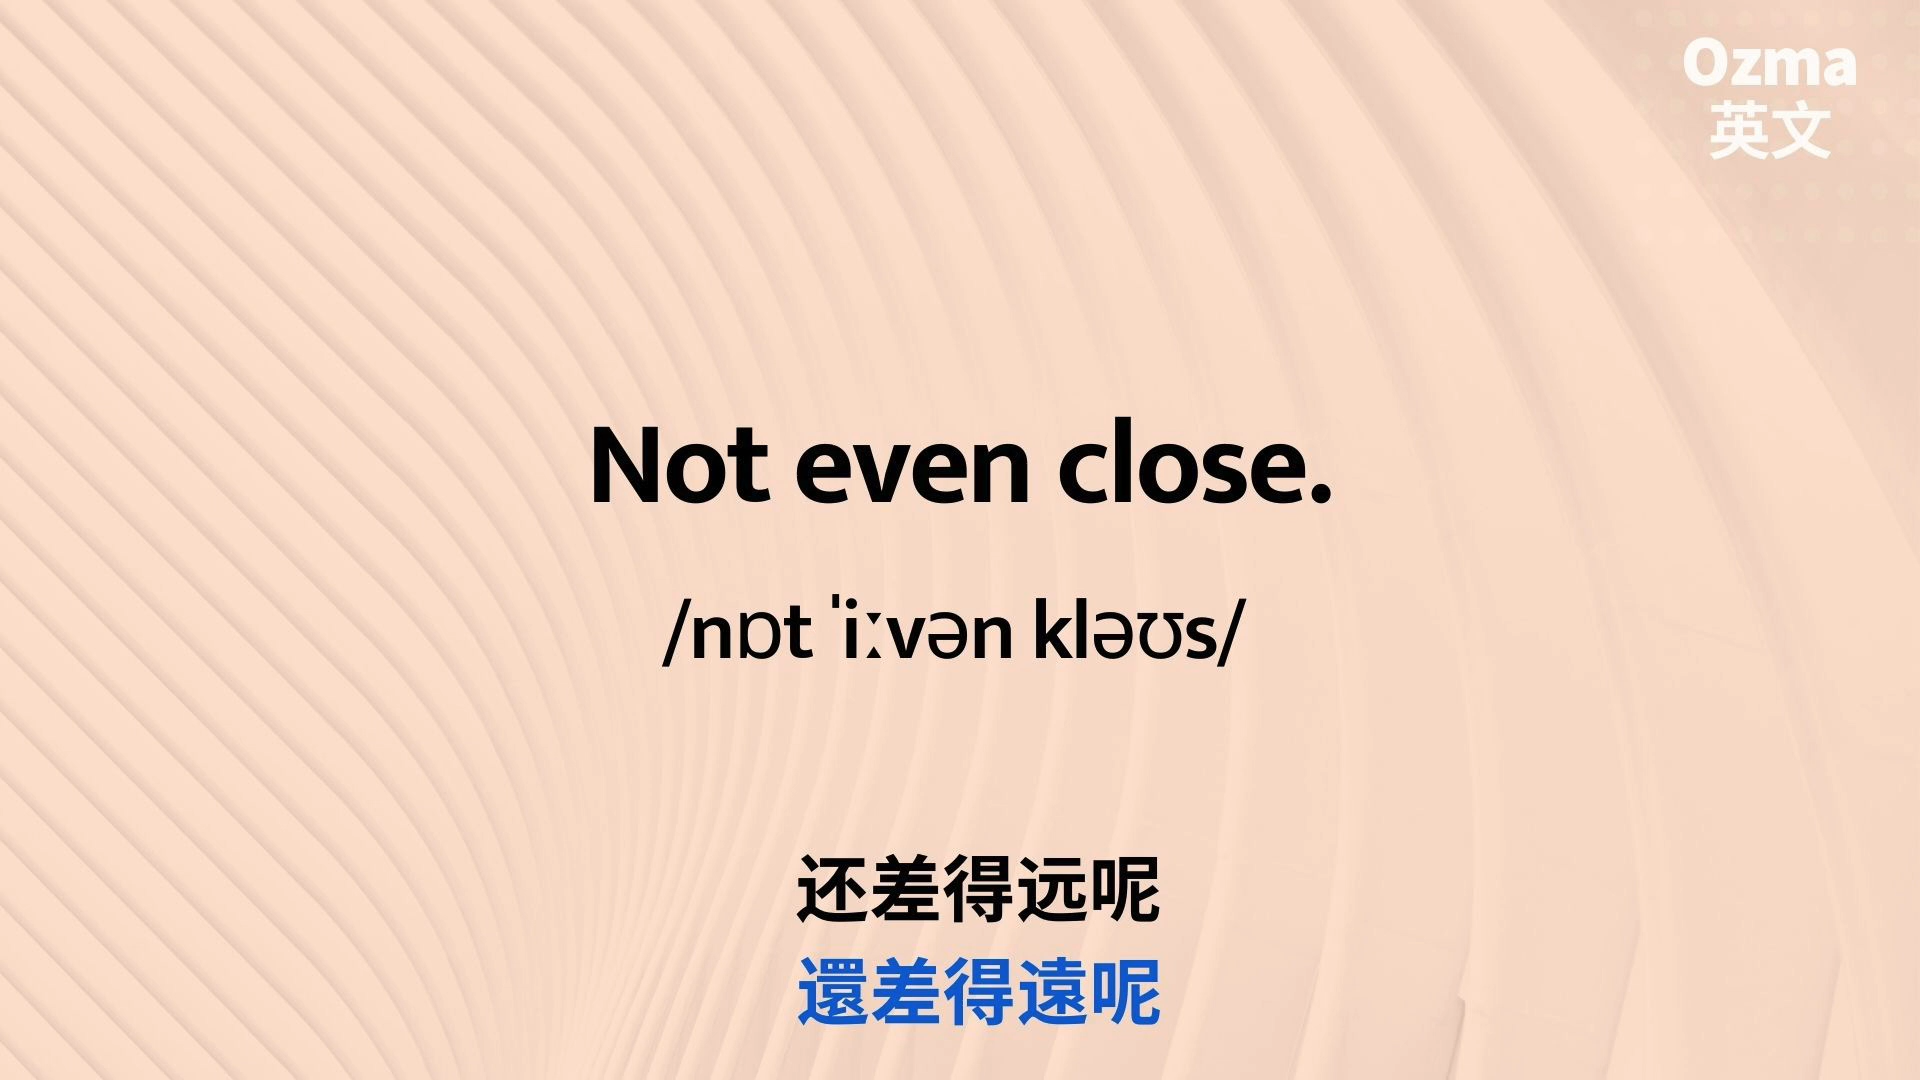 Ozma
英文
Not even close.
/nɒt ˈiːvən kləʊs/
还差得远呢
還差得遠呢